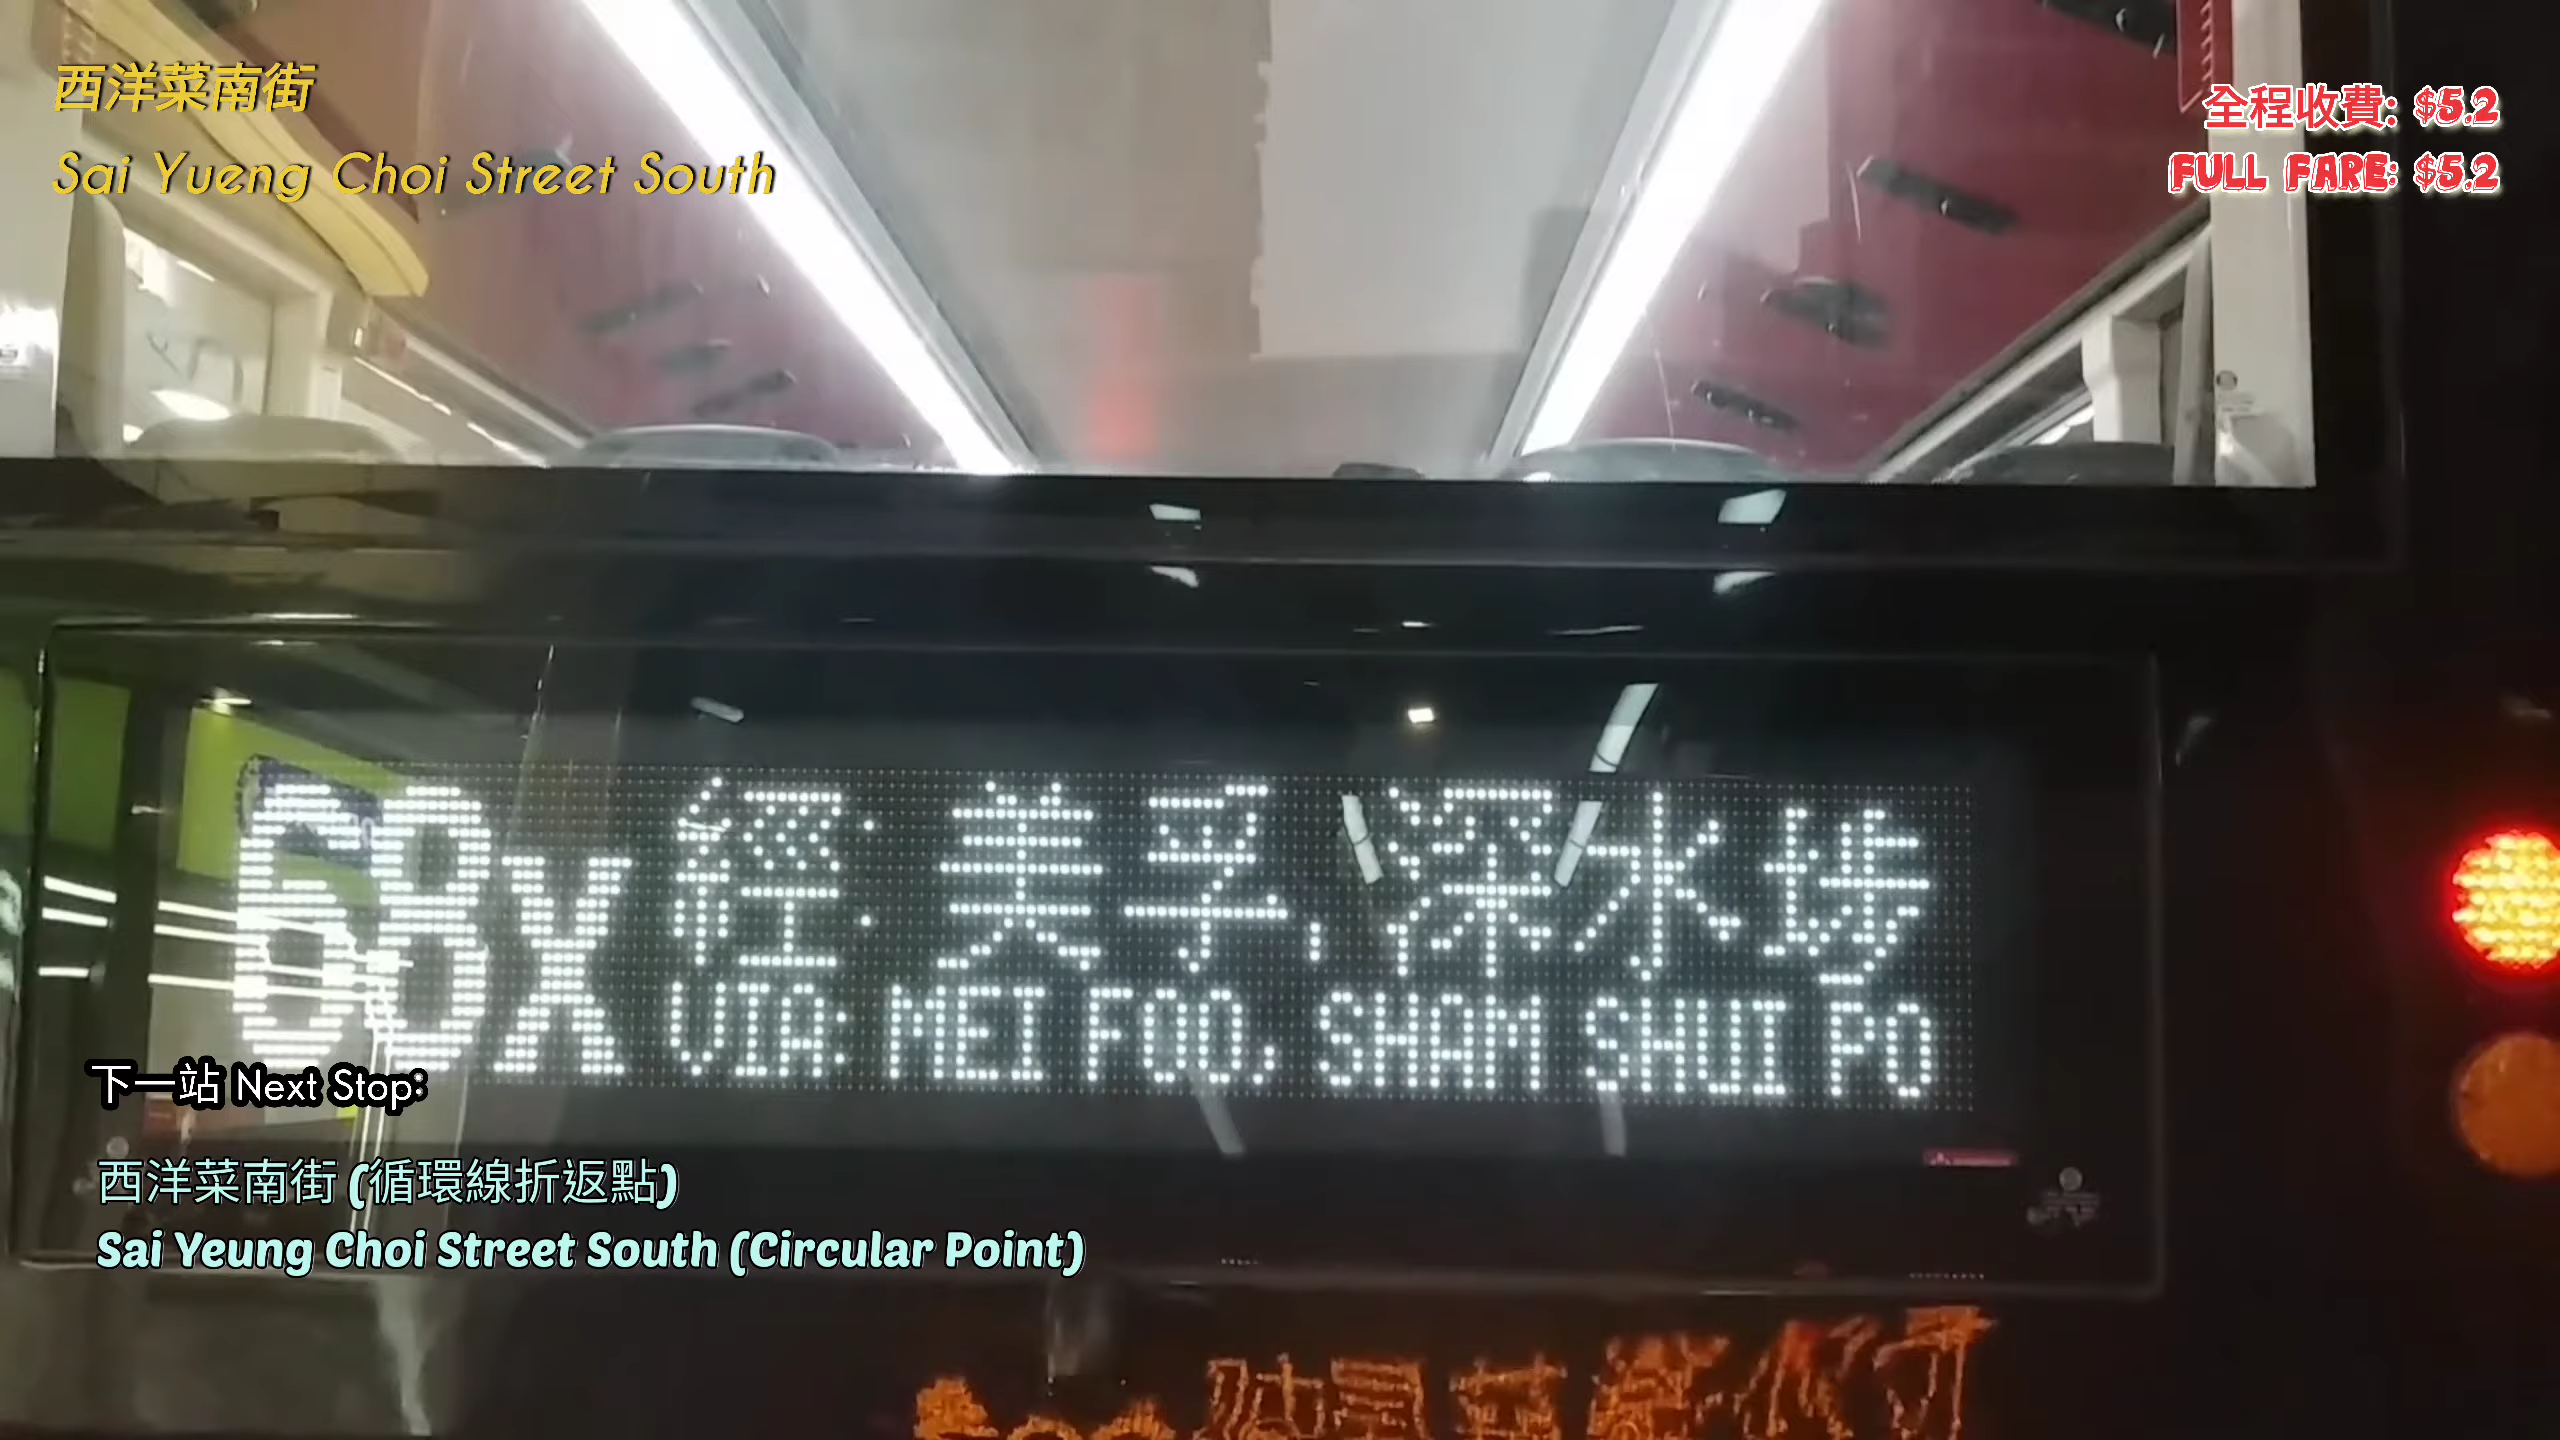 西洋菜南街
Sai Yueng Choi Street South
全程收費: $5.2
FULL FARE: $5.2
68x 經: 美孚, 深水埗
VIA: MEI FOO, SHAM SHUI PO
下一站 Next Stop:
西洋菜南街 (循環線折返點)
Sai Yeung Choi Street South (Circular Point)